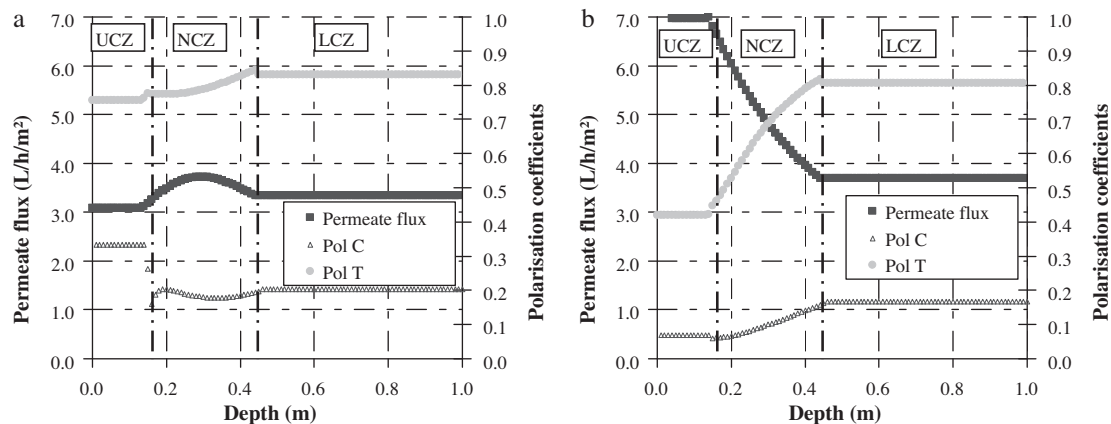 a
7.0
6.0
5.0
4.0
3.0
2.0
1.0
0.0
Permeate flux (L/h/m²)
UCZ
NCZ
LCZ
Permeate flux
Pol C
Pol T
1.0
0.9
0.8
0.7
0.6
0.5
0.4
0.3
0.2
0.1
0.0
Polarisation coefficients
0.0 0.2 0.4 0.6 0.8 1.0
Depth (m)
b
7.0
6.0
5.0
4.0
3.0
2.0
1.0
0.0
Permeate flux (L/h/m²)
UCZ
NCZ
LCZ
Permeate flux
Pol C
Pol T
1.0
0.9
0.8
0.7
0.6
0.5
0.4
0.3
0.2
0.1
0.0
Polarisation coefficients
0.0 0.2 0.4 0.6 0.8 1.0
Depth (m)